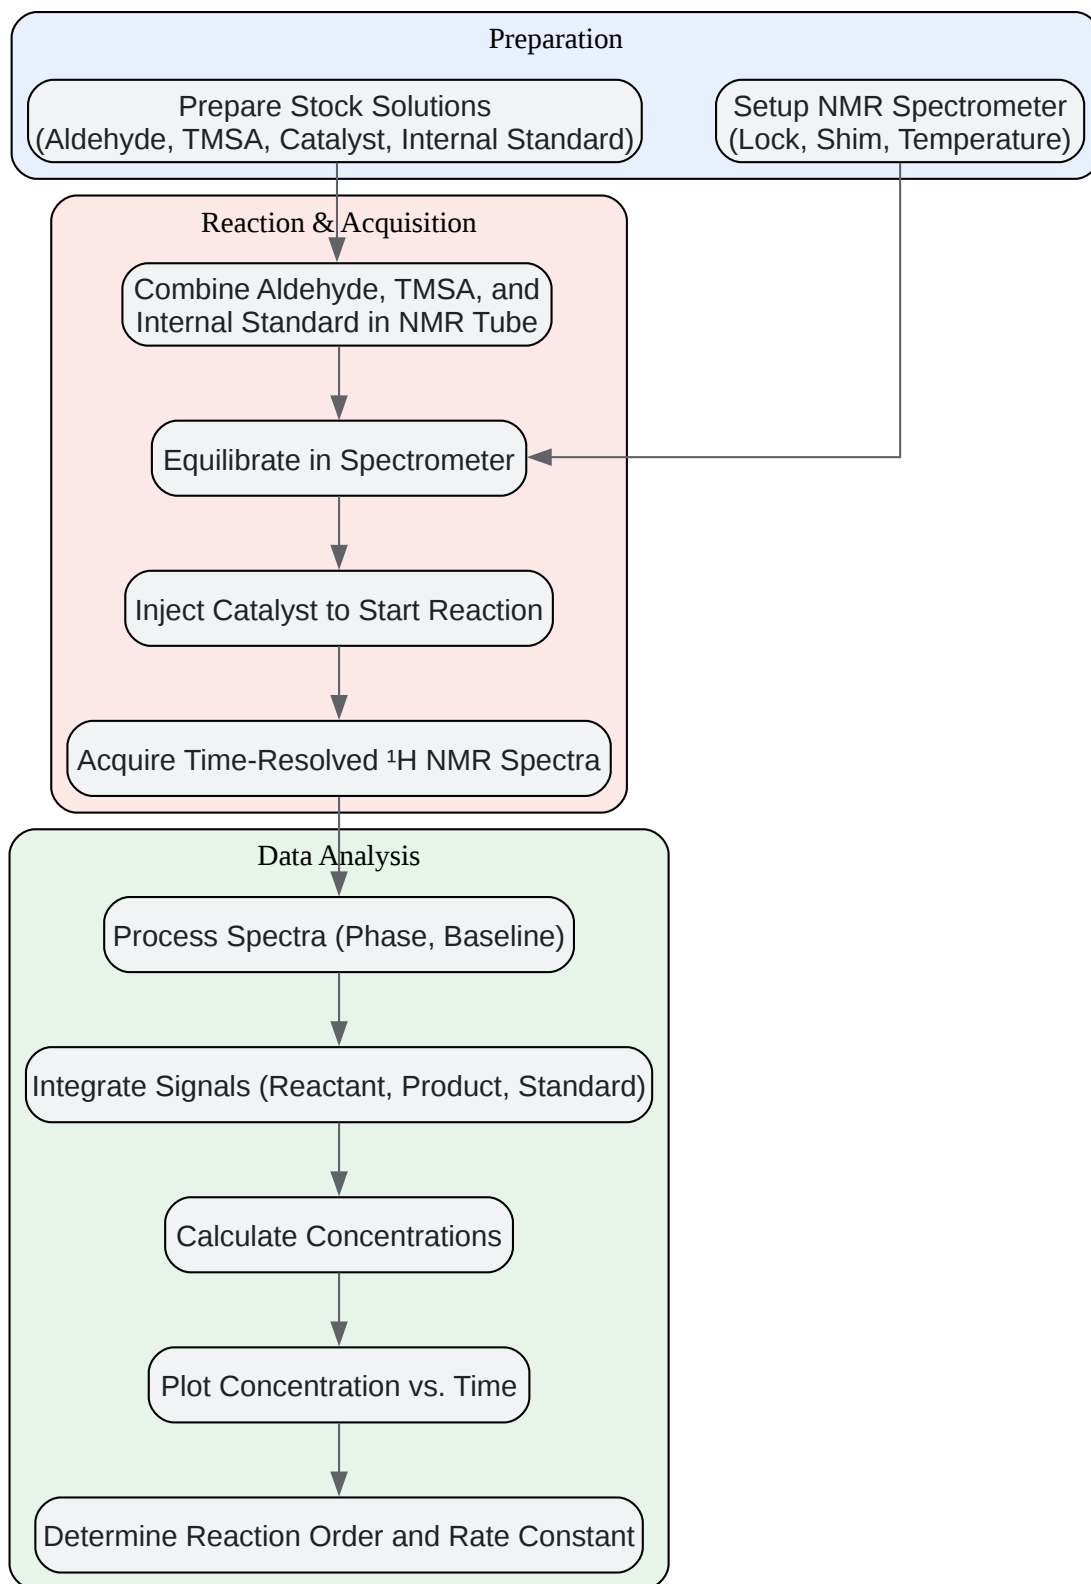 Preparation
Prepare Stock Solutions
(Aldehyde, TMSA, Catalyst, Internal Standard)
Setup NMR Spectrometer
(Lock, Shim, Temperature)
Reaction & Acquisition
Combine Aldehyde, TMSA, and
Internal Standard in NMR Tube
Equilibrate in Spectrometer
Inject Catalyst to Start Reaction
Acquire Time-Resolved ¹H NMR Spectra
Data Analysis
Process Spectra (Phase, Baseline)
Integrate Signals (Reactant, Product, Standard)
Calculate Concentrations
Plot Concentration vs. Time
Determine Reaction Order and Rate Constant